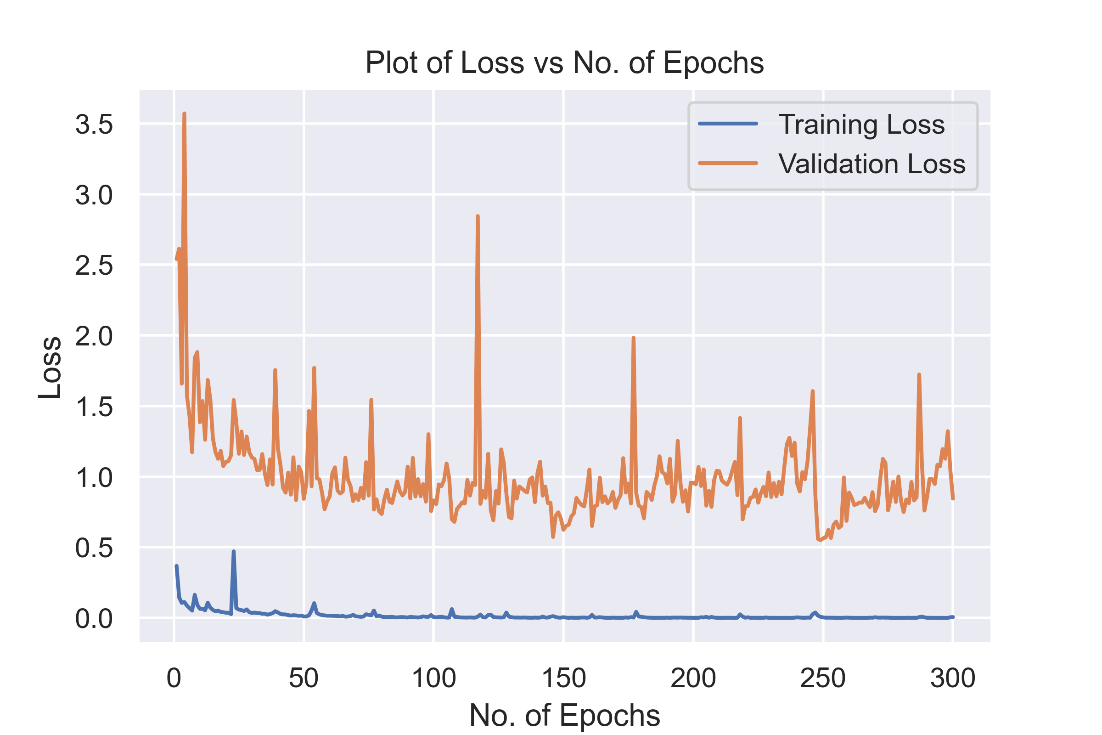 Plot of Loss vs No. of Epochs
Training Loss
Validation Loss
3.5
3.0
2.5
2.0
1.5
1.0
0.5
0.0
Loss
0 50 100 150 200 250 300
No. of Epochs